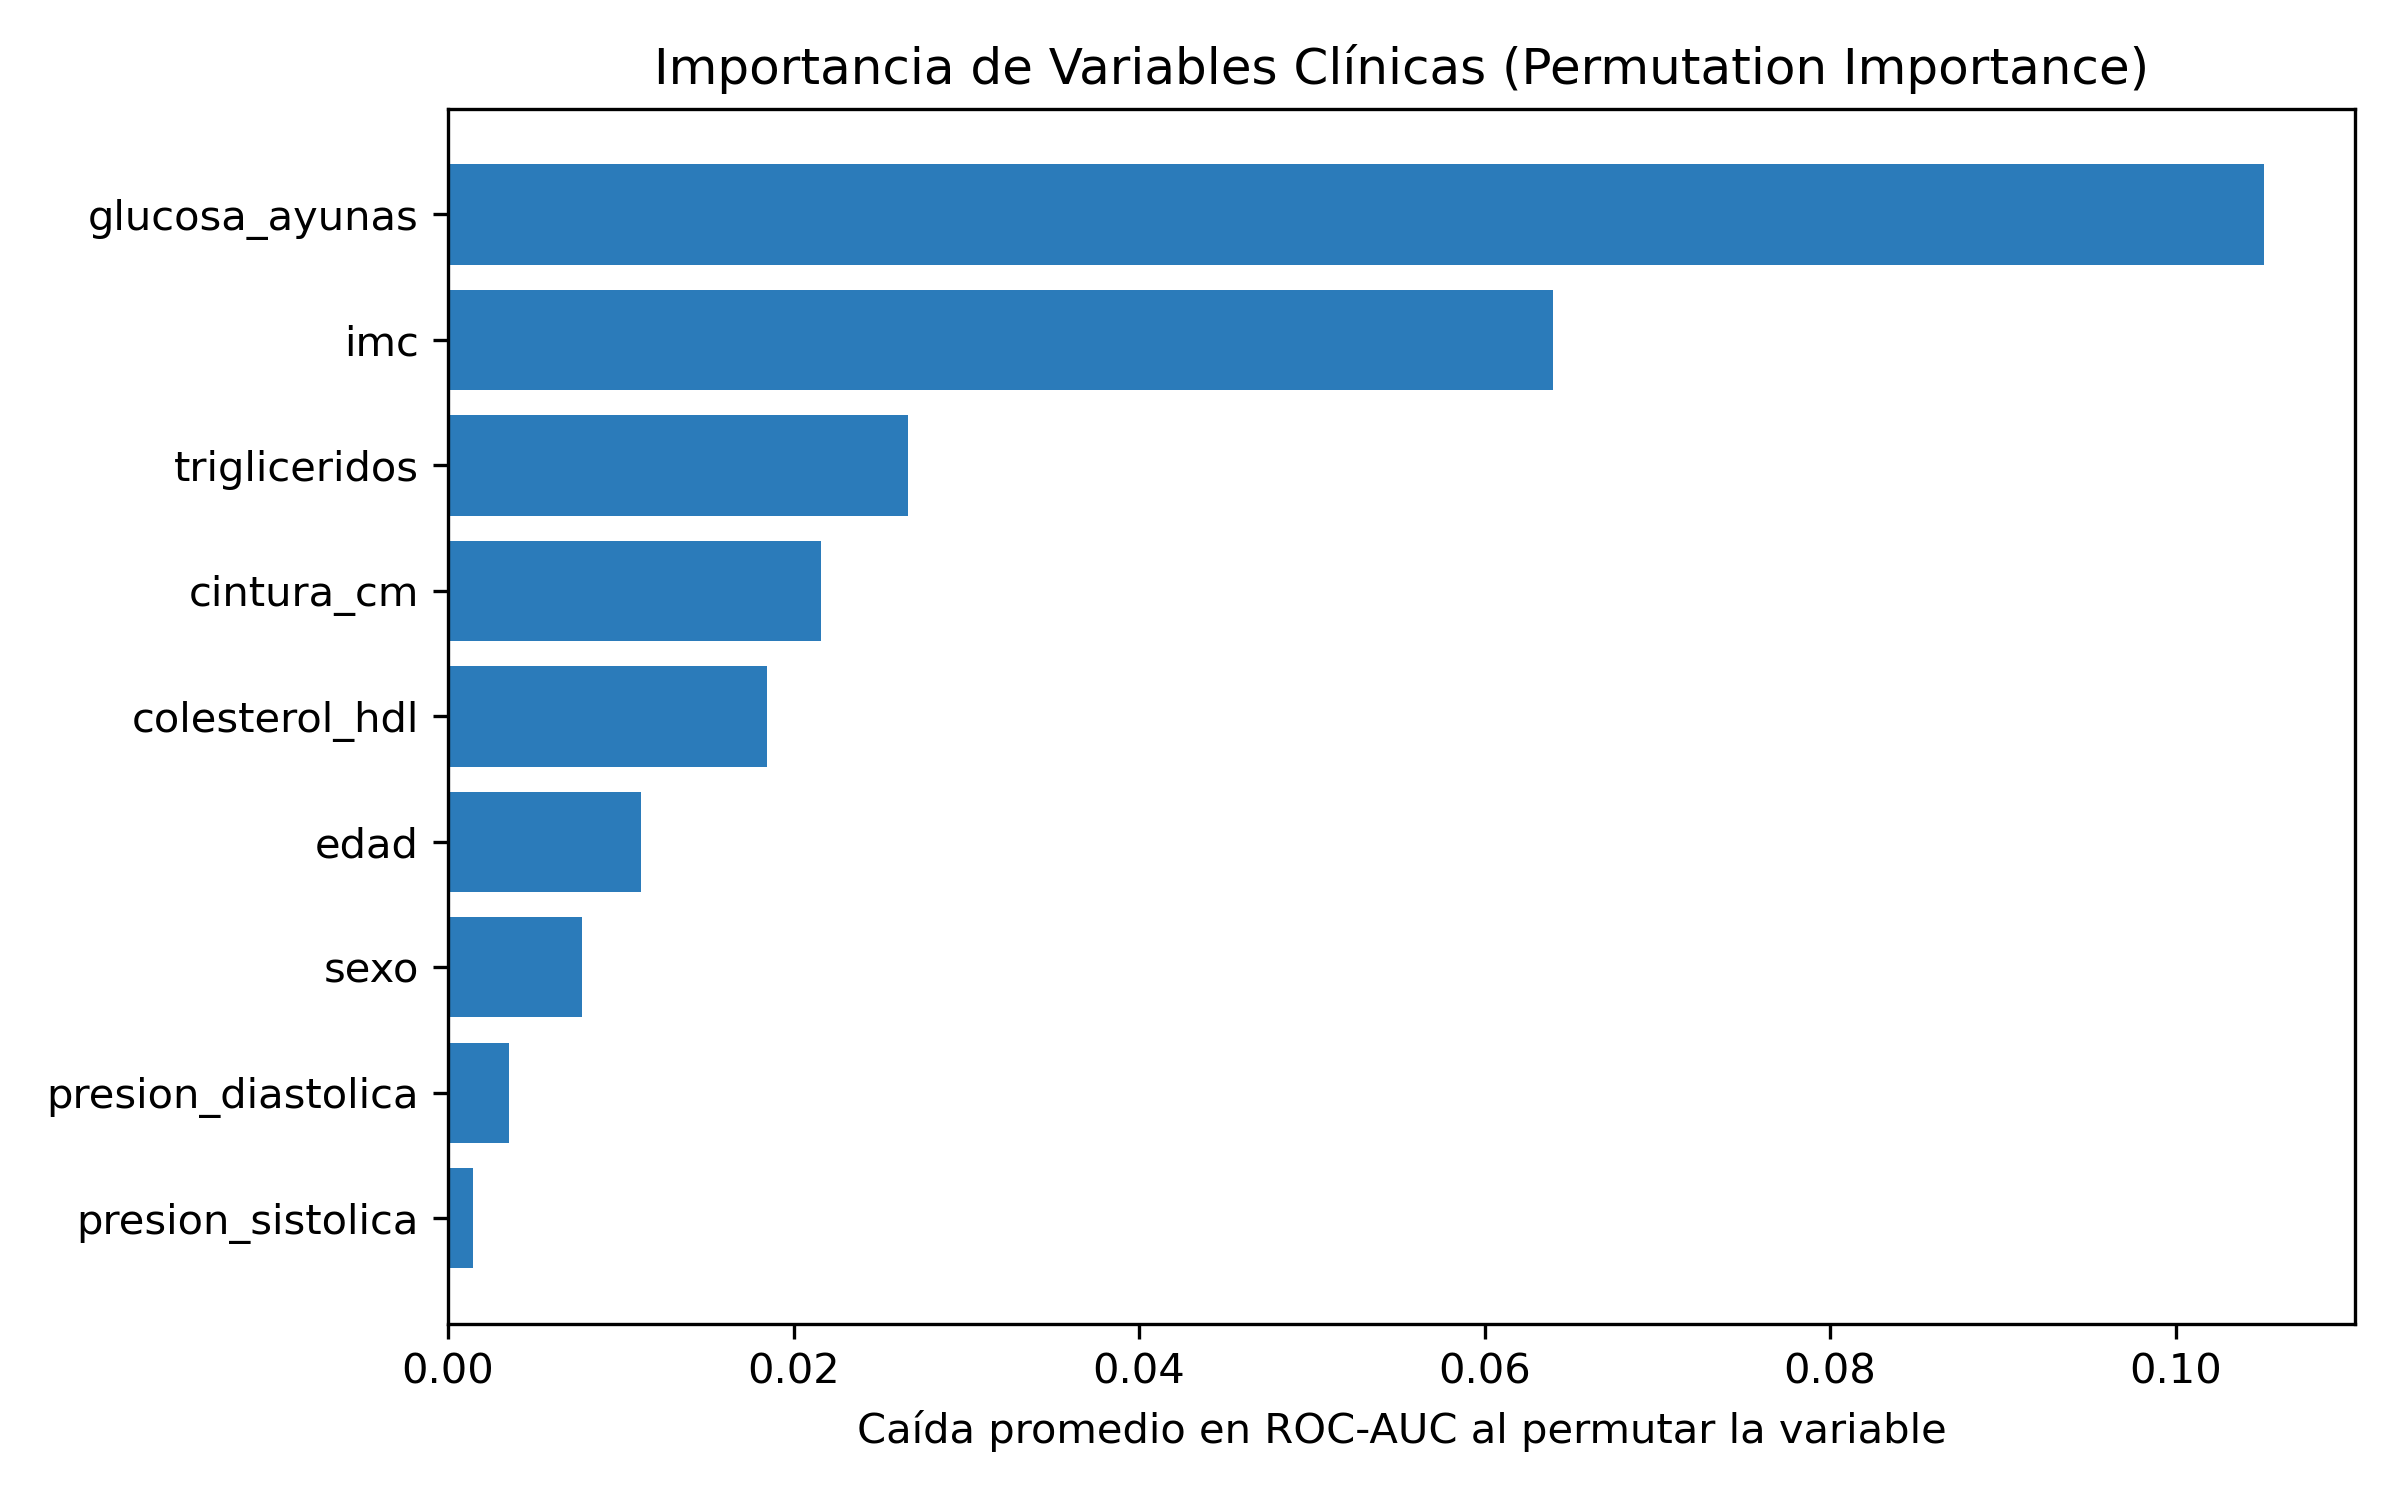 Importancia de Variables Clínicas (Permutation Importance)
glucosa_ayunas
imc
trigliceridos
cintura_cm
colesterol_hdl
edad
sexo
presion_diastolica
presion_sistolica
0.00 0.02 0.04 0.06 0.08 0.10
Caída promedio en ROC-AUC al permutar la variable